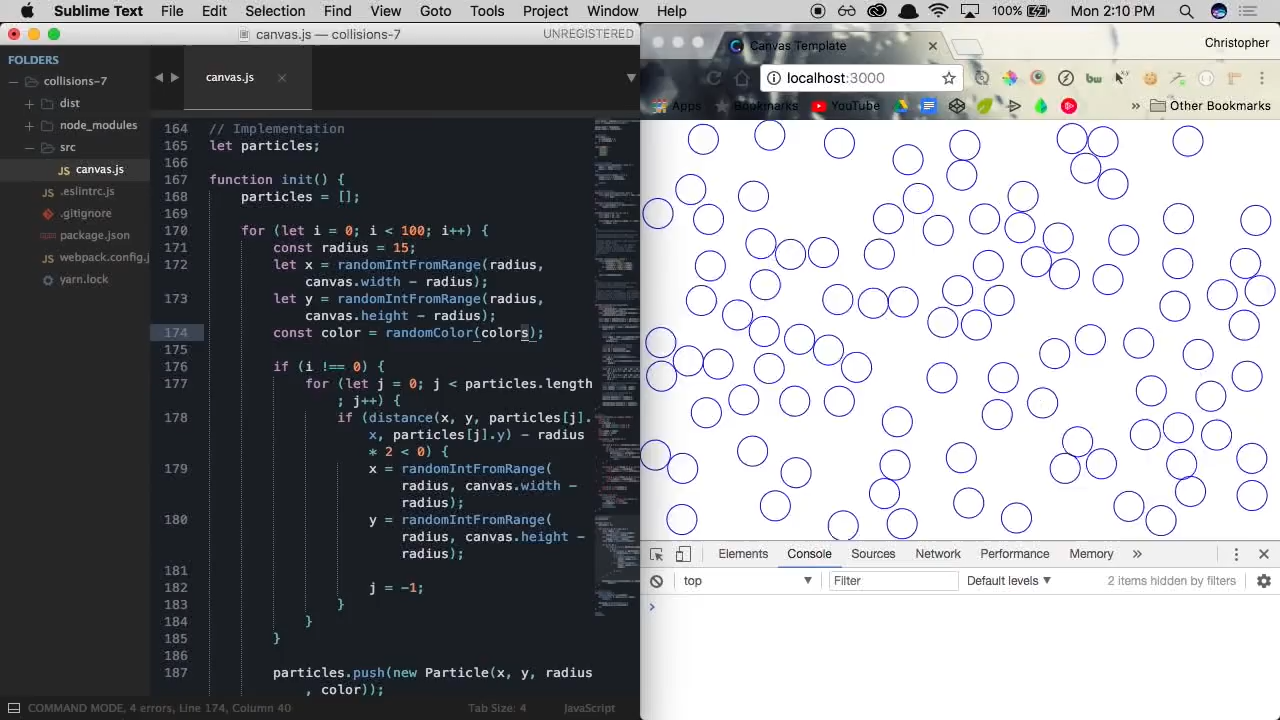 Sublime Text File Edit Selection Find View Goto Tools Project Window Help 100% Mon 2:10 PM
canvas.js — collisions-7 UNREGISTERED
FOLDERS
collisions-7
dist
node_modules
src
canvas.js
.eslintrc.js
.gitignore
package.json
webpack.config.j
yarn.lock
canvas.js
164 // Implementation
165 let particles;
166
167 function init() {
168 particles = [];
169
170 for (let i = 0; i < 100; i++) {
171 const radius = 15;
172 let x = randomIntFromRange(radius,
canvas.width - radius);
173 let y = randomIntFromRange(radius,
canvas.height - radius);
174 const color = randomColor(colors);
175
176 if (i !== 0) {
177 for (let j = 0; j < particles.length
; j++) {
178 if (distance(x, y, particles[j].
x, particles[j].y) - radius
* 2 < 0) {
179 x = randomIntFromRange(
radius, canvas.width -
radius);
180 y = randomIntFromRange(
radius, canvas.height -
radius);
181
182 j = -1;
183 }
184 }
185 }
186
187 particles.push(new Particle(x, y, radius
, color));
COMMAND MODE, 4 errors, Line 174, Column 40 Tab Size: 4 JavaScript
Canvas Template Christopher
localhost:3000
Apps Bookmarks YouTube » Other Bookmarks
Elements Console Sources Network Performance Memory »
top Filter Default levels 2 items hidden by filters